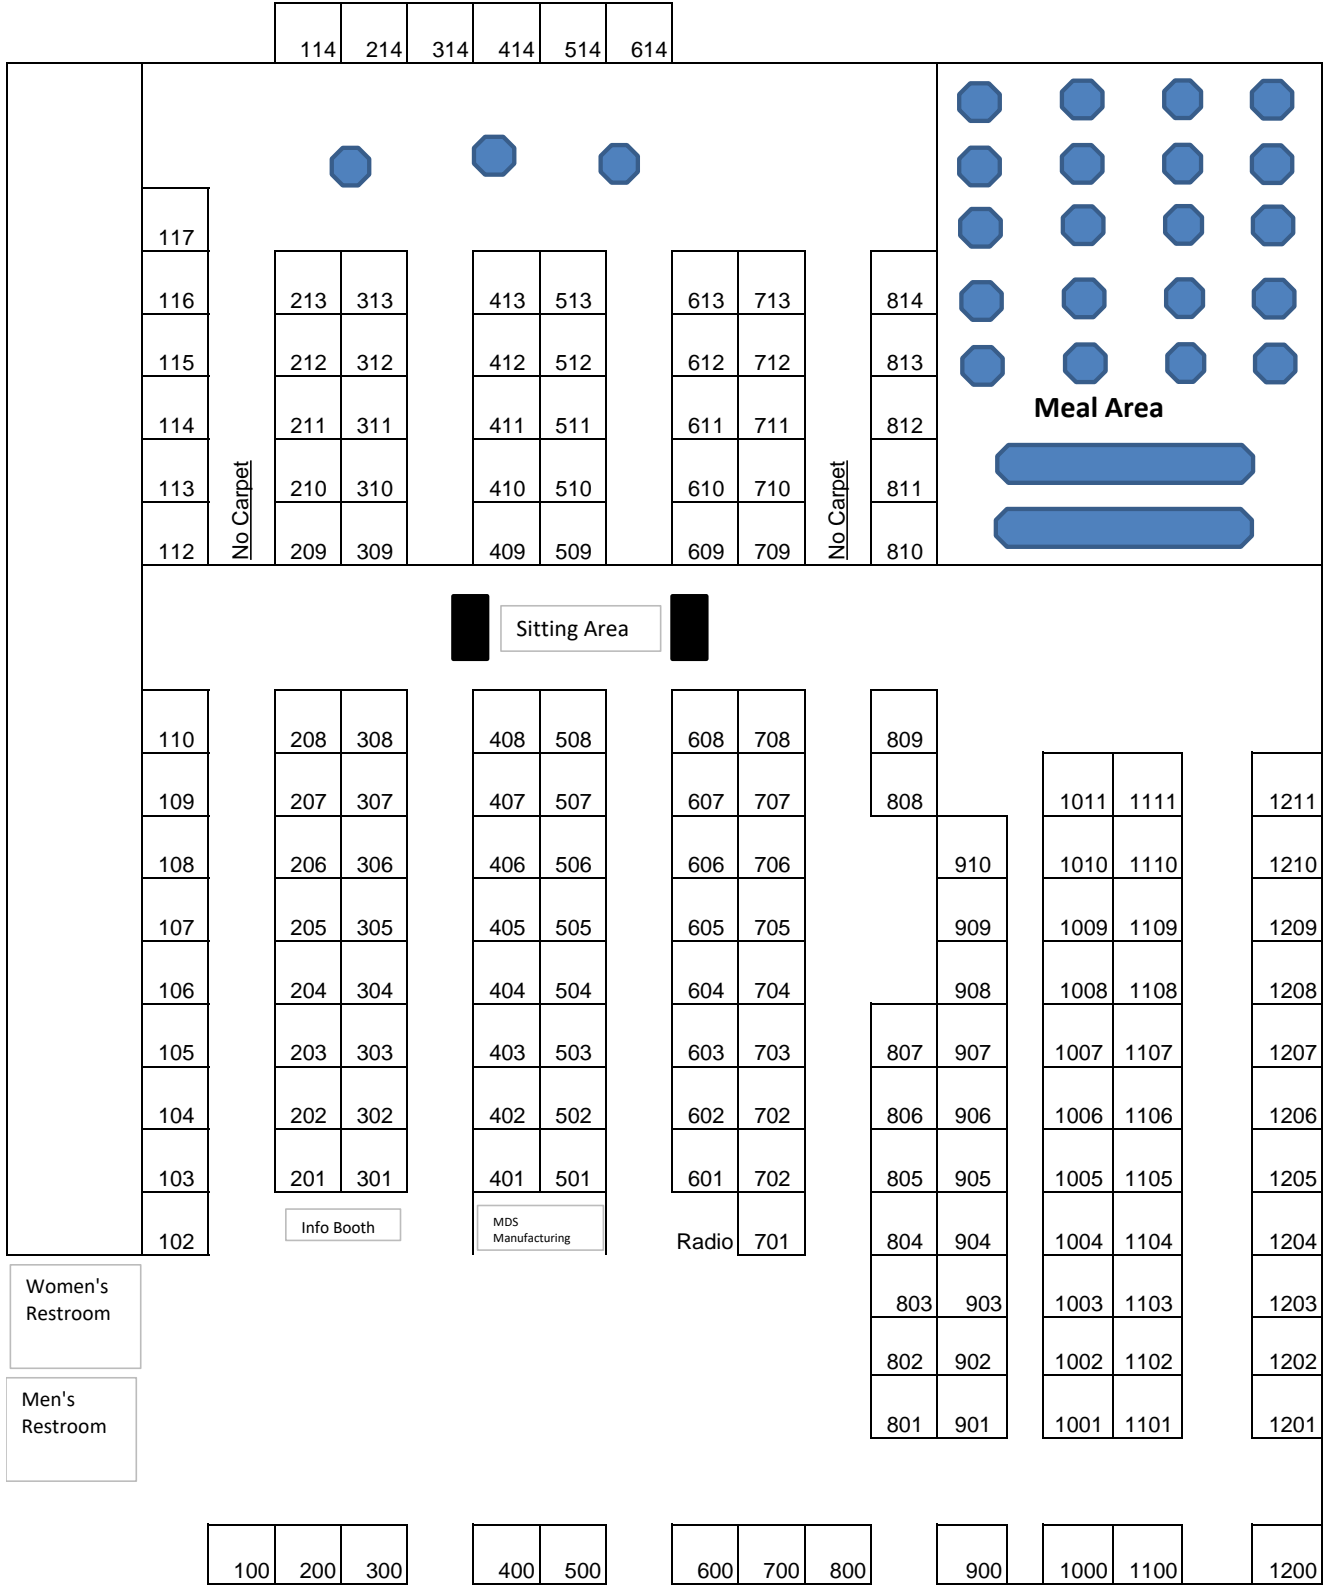 114 214 314 414 514 614
117
116 213 313 413 513 613 713 814
115 212 312 412 512 612 712 813
Meal Area
114 211 311 411 511 611 711 812
No Carpet
No Carpet
113 210 310 410 510 610 710 811
112 209 309 409 509 609 709 810
Sitting Area
110 208 308 408 508 608 708 809
109 207 307 407 507 607 707 808 1011 1111 1211
108 206 306 406 506 606 706 910 1010 1110 1210
107 205 305 405 505 605 705 909 1009 1109 1209
106 204 304 404 504 604 704 908 1008 1108 1208
105 203 303 403 503 603 703 807 907 1007 1107 1207
104 202 302 402 502 602 702 806 906 1006 1106 1206
103 201 301 401 501 601 702 805 905 1005 1105 1205
Info Booth
MDS
Manufacturing
102 Radio 701 804 904 1004 1104 1204
Women's
Restroom
803 903 1003 1103 1203
802 902 1002 1102 1202
Men's
Restroom
801 901 1001 1101 1201
100 200 300 400 500 600 700 800 900 1000 1100 1200